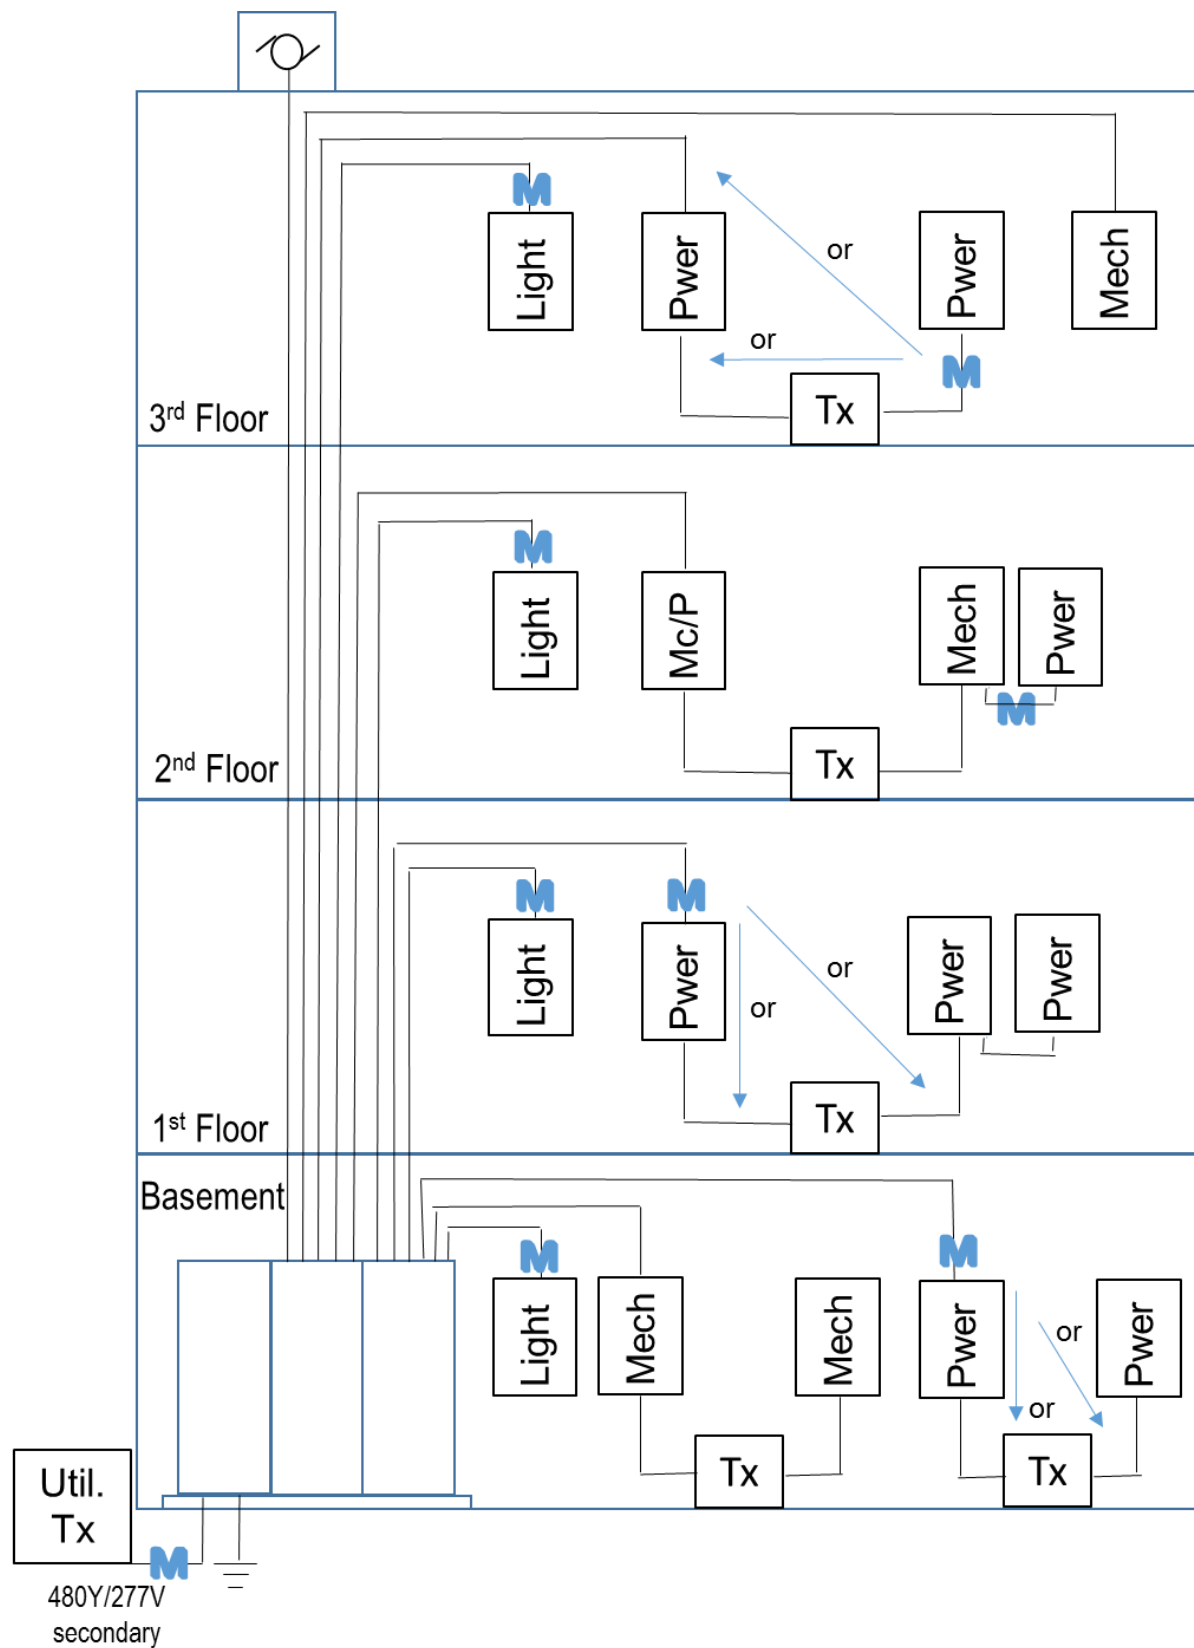 M
Light
Pwer
or
Pwer
Mech
or
M
Tx
3rd Floor
M
Light
Mc/P
Mech
Pwer
M
Tx
2nd Floor
M
M
Light
Pwer
or
or
Pwer
Pwer
Tx
1st Floor
Basement
M
M
Light
Mech
Mech
Pwer
or
or
Pwer
Tx
Tx
Util.
Tx
M
480Y/277V
secondary